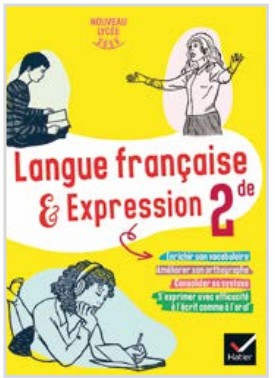 NOUVEAU
LYCÉE
Langue française
& Expression 2de
Enrichir son vocabulaire
Améliorer son orthographe
Consolider sa syntaxe
S'exprimer avec efficacité
à l'écrit comme à l'oral
Hatier